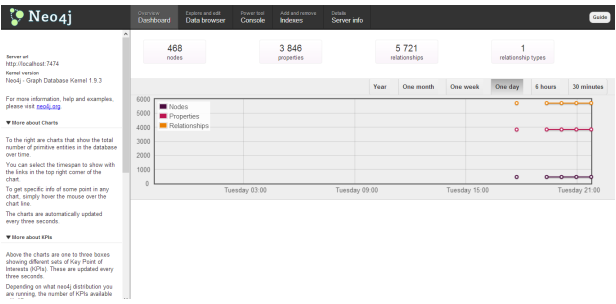 Neo4j
Overview
Dashboard
Explore and edit
Data browser
Power tool
Console
Add and remove
Indexes
Details
Server info
Guide
Server url
http://localhost:7474
Kernel version
Neo4j - Graph Database Kernel 1.9.3
For more information, help and examples,
please visit neo4j.org
More about Charts
To the right are charts that show the total
number of primitive entities in the database
over time.
You can select the timespan to show with
the links in the top right corner of the
chart.
To get specific info of some point in any
chart, simply hover the mouse over the
chart line.
The charts are automatically updated
every three seconds.
More about KPIs
Above the charts are one to three boxes
showing different sets of Key Point of
Interests (KPIs). These are updated every
three seconds.
Depending on what neo4j distribution you
are running, the number of KPIs available
468
nodes
3 846
properties
5 721
relationships
1
relationship types
Year One month One week One day 6 hours 30 minutes
6000
5000
4000
3000
2000
1000
0
Nodes
Properties
Relationships
Tuesday 03:00 Tuesday 09:00 Tuesday 15:00 Tuesday 21:00